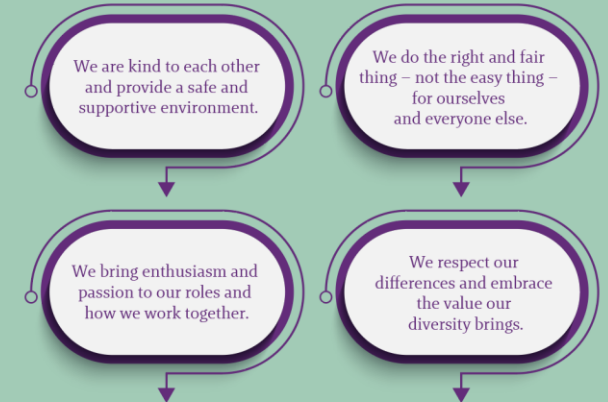 We are kind to each other
and provide a safe and
supportive environment.
We do the right and fair
thing – not the easy thing –
for ourselves
and everyone else.
We bring enthusiasm and
passion to our roles and
how we work together.
We respect our
differences and embrace
the value our
diversity brings.